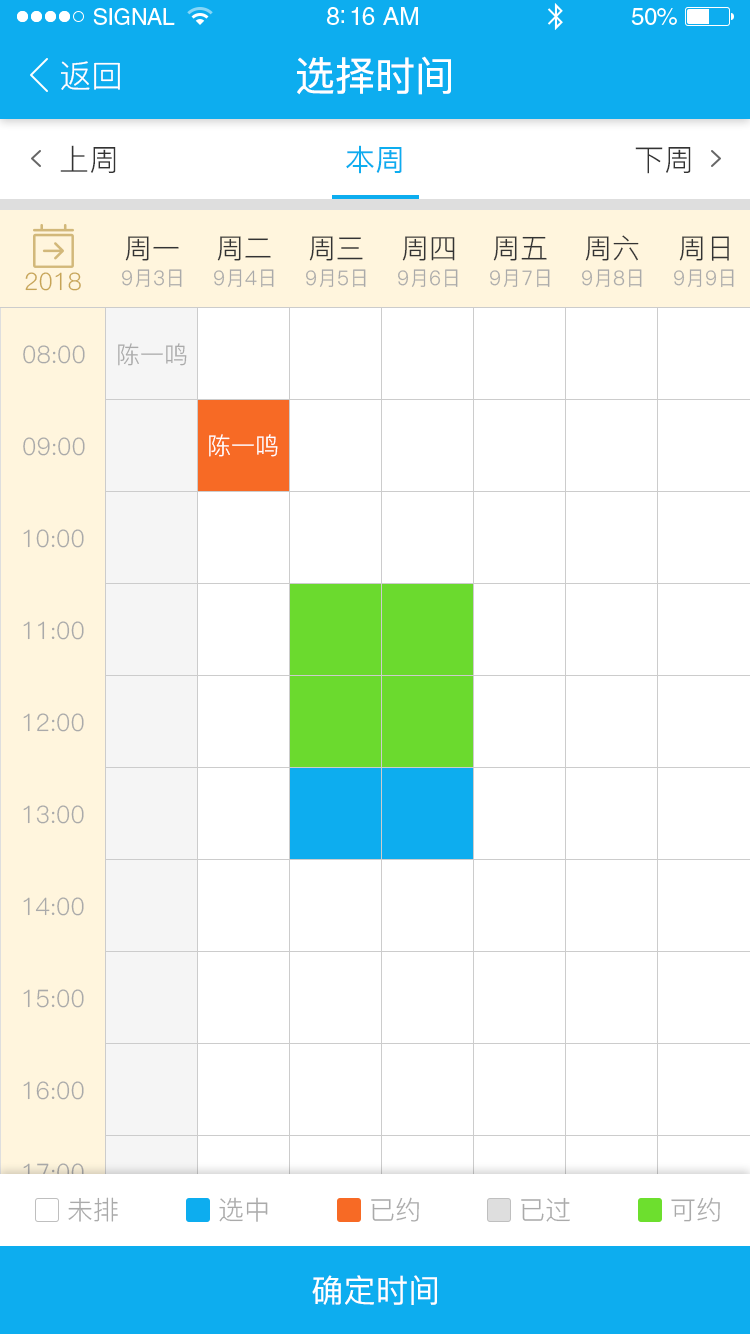 SIGNAL 8:16 AM 50%
返回 选择时间
上周 本周 下周
2018 周一 周二 周三 周四 周五 周六 周日
9月3日 9月4日 9月5日 9月6日 9月7日 9月8日 9月9日
08:00 陈一鸣
09:00 陈一鸣
10:00
11:00
12:00
13:00
14:00
15:00
16:00
17:00
未排 选中 已约 已过 可约
确定时间